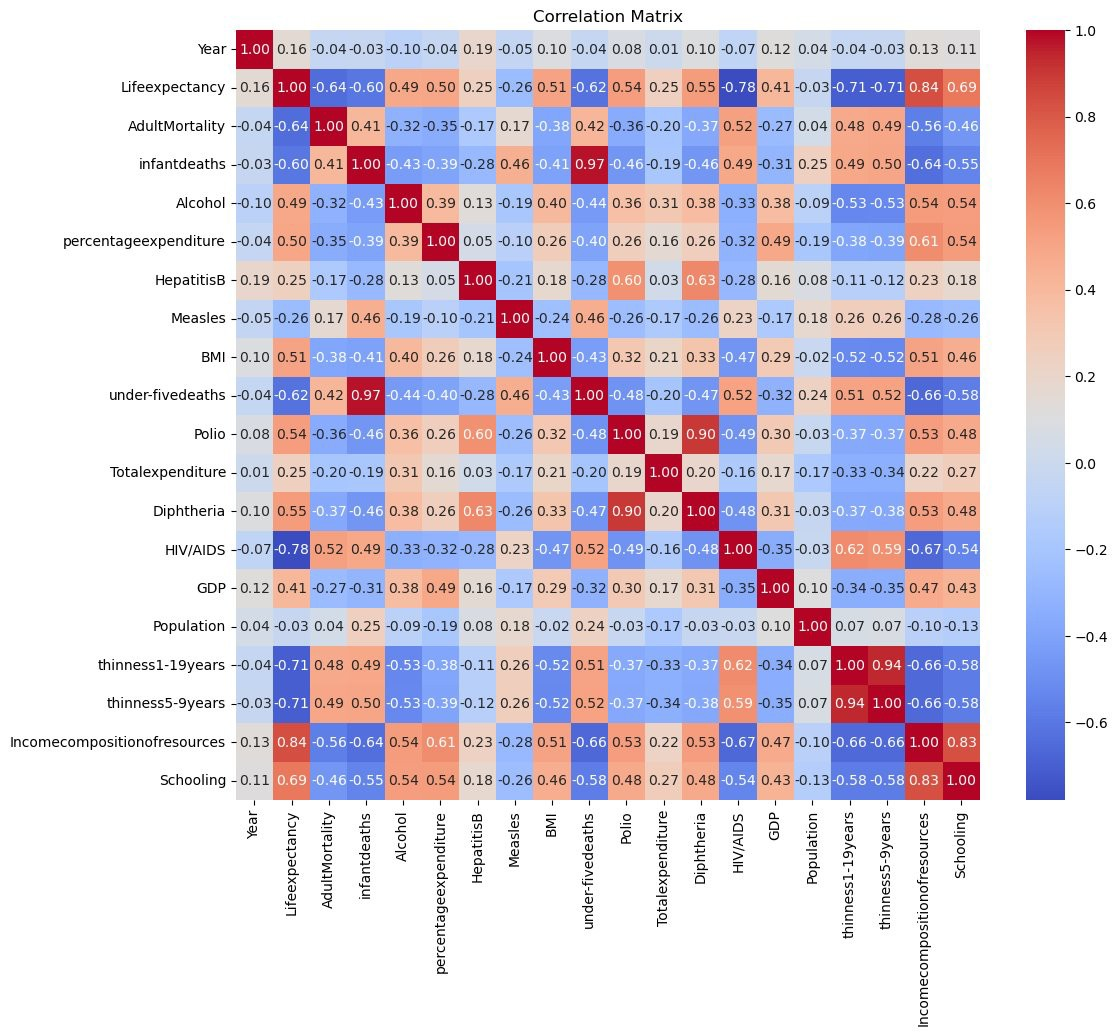 Correlation Matrix
Year 1.00 0.16 -0.04 -0.03 -0.10 -0.04 0.19 -0.05 0.10 -0.04 0.08 0.01 0.10 -0.07 0.12 0.04 -0.04 -0.03 0.13 0.11
Lifeexpectancy 0.16 1.00 -0.64 -0.60 0.49 0.50 0.25 -0.26 0.51 -0.62 0.54 0.25 0.55 -0.78 0.41 -0.03 -0.71 -0.71 0.84 0.69
AdultMortality -0.04 -0.64 1.00 0.41 -0.32 -0.35 -0.17 0.17 -0.38 0.42 -0.36 -0.20 -0.37 0.52 -0.27 0.04 0.48 0.49 -0.56 -0.46
infantdeaths -0.03 -0.60 0.41 1.00 -0.43 -0.39 -0.28 0.46 -0.41 0.97 -0.46 -0.19 -0.46 0.49 -0.31 0.25 0.49 0.50 -0.64 -0.55
Alcohol -0.10 0.49 -0.32 -0.43 1.00 0.39 0.13 -0.19 0.40 -0.44 0.36 0.31 0.38 -0.33 0.38 -0.09 -0.53 -0.53 0.54 0.54
percentageexpenditure -0.04 0.50 -0.35 -0.39 0.39 1.00 0.05 -0.10 0.26 -0.40 0.26 0.16 0.26 -0.32 0.49 -0.19 -0.38 -0.39 0.61 0.54
HepatitisB 0.19 0.25 -0.17 -0.28 0.13 0.05 1.00 -0.21 0.18 -0.28 0.60 0.03 0.63 -0.28 0.16 0.08 -0.11 -0.12 0.23 0.18
Measles -0.05 -0.26 0.17 0.46 -0.19 -0.10 -0.21 1.00 -0.24 0.46 -0.26 -0.17 -0.26 0.23 -0.17 0.18 0.26 0.26 -0.28 -0.26
BMI 0.10 0.51 -0.38 -0.41 0.40 0.26 0.18 -0.24 1.00 -0.43 0.32 0.21 0.33 -0.47 0.29 -0.02 -0.52 -0.52 0.51 0.46
under-fivedeaths -0.04 -0.62 0.42 0.97 -0.44 -0.40 -0.28 0.46 -0.43 1.00 -0.48 -0.20 -0.47 0.52 -0.32 0.24 0.51 0.52 -0.66 -0.58
Polio 0.08 0.54 -0.36 -0.46 0.36 0.26 0.60 -0.26 0.32 -0.48 1.00 0.19 0.90 -0.49 0.30 -0.03 -0.37 -0.37 0.53 0.48
Totalexpenditure 0.01 0.25 -0.20 -0.19 0.31 0.16 0.03 -0.17 0.21 -0.20 0.19 1.00 0.20 -0.16 0.17 -0.17 -0.33 -0.34 0.22 0.27
Diphtheria 0.10 0.55 -0.37 -0.46 0.38 0.26 0.63 -0.26 0.33 -0.47 0.90 0.20 1.00 -0.48 0.31 -0.03 -0.37 -0.38 0.53 0.48
HIV/AIDS -0.07 -0.78 0.52 0.49 -0.33 -0.32 -0.28 0.23 -0.47 0.52 -0.49 -0.16 -0.48 1.00 -0.35 -0.03 0.62 0.59 -0.67 -0.54
GDP 0.12 0.41 -0.27 -0.31 0.38 0.49 0.16 -0.17 0.29 -0.32 0.30 0.17 0.31 -0.35 1.00 0.10 -0.34 -0.35 0.47 0.43
Population 0.04 -0.03 0.04 0.25 -0.09 -0.19 0.08 0.18 -0.02 0.24 -0.03 -0.17 -0.03 -0.03 0.10 1.00 0.07 0.07 -0.10 -0.13
thinness1-19years -0.04 -0.71 0.48 0.49 -0.53 -0.38 -0.11 0.26 -0.52 0.51 -0.37 -0.33 -0.37 0.62 -0.34 0.07 1.00 0.94 -0.66 -0.58
thinness5-9years -0.03 -0.71 0.49 0.50 -0.53 -0.39 -0.12 0.26 -0.52 0.52 -0.37 -0.34 -0.38 0.59 -0.35 0.07 0.94 1.00 -0.66 -0.58
Incomecompositionofresources 0.13 0.84 -0.56 -0.64 0.54 0.61 0.23 -0.28 0.51 -0.66 0.53 0.22 0.53 -0.67 0.47 -0.10 -0.66 -0.66 1.00 0.83
Schooling 0.11 0.69 -0.46 -0.55 0.54 0.54 0.18 -0.26 0.46 -0.58 0.48 0.27 0.48 -0.54 0.43 -0.13 -0.58 -0.58 0.83 1.00
Year
Lifeexpectancy
AdultMortality
infantdeaths
Alcohol
percentageexpenditure
HepatitisB
Measles
BMI
under-fivedeaths
Polio
Totalexpenditure
Diphtheria
HIV/AIDS
GDP
Population
thinness1-19years
thinness5-9years
Incomecompositionofresources
Schooling
1.0
0.8
0.6
0.4
0.2
0.0
−0.2
−0.4
−0.6